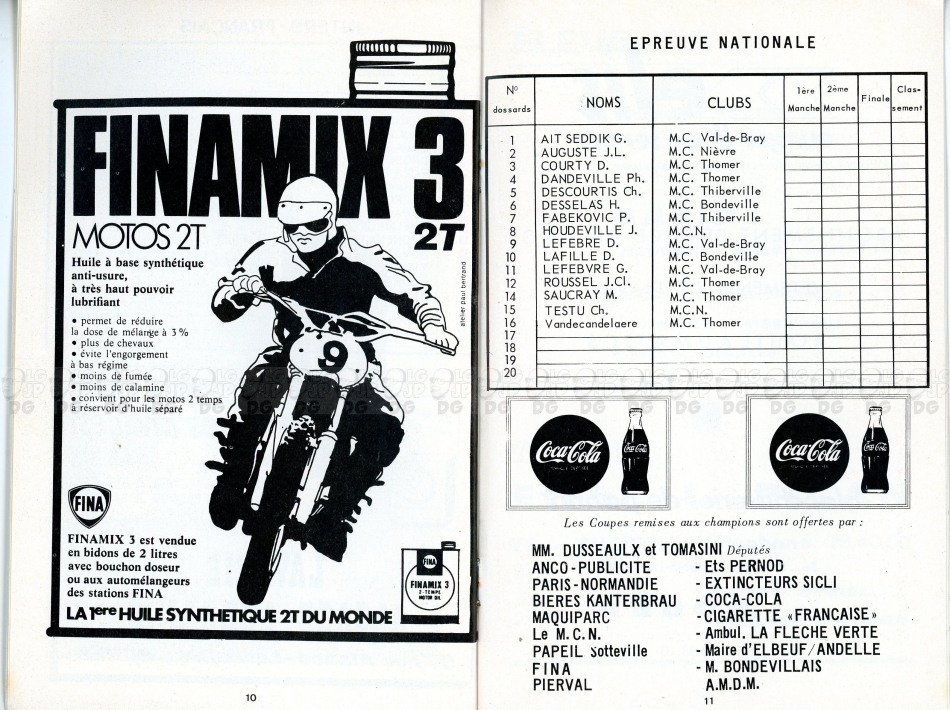 FINAMIX 3
MOTOS 2T
2T
Huile à base synthétique
anti-usure,
à très haut pouvoir
lubrifiant
• permet de réduire
la dose de mélange à 3 %
• plus de chevaux
• évite l'engorgement
à bas régime
• moins de fumée
• moins de calamine
• convient pour les motos 2 temps
à réservoir d'huile séparé
atelier paul bertrand
9
FINA
FINAMIX 3 est vendue
en bidons de 2 litres
avec bouchon doseur
ou aux automélangeurs
des stations FINA
FINA
FINAMIX 3
2-TEMPS
MOTOR OIL
LA 1ere HUILE SYNTHETIQUE 2T DU MONDE
10
EPREUVE NATIONALE
N° dossards NOMS CLUBS 1ère Manche 2ème Manche Finale Clas-sement
1 AIT SEDDIK G. M.C. Val-de-Bray
2 AUGUSTE J.L. M.C. Nièvre
3 COURTY D. M.C. Thomer
4 DANDEVILLE Ph. M.C. Thomer
5 DESCOURTIS Ch. M.C. Thiberville
6 DESSELAS H. M.C. Bondeville
7 FABEKOVIC P. M.C. Thiberville
8 HOUDEVILLE J. M.C.N.
9 LEFEBRE D. M.C. Val-de-Bray
10 LAFILLE D. M.C. Bondeville
11 LEFEBVRE G. M.C. Val-de-Bray
12 ROUSSEL J.Cl. M.C. Thomer
14 SAUCRAY M. M.C. Thomer
15 TESTU Ch. M.C.N.
16 Vandecandelaere M.C. Thomer
17
18
19
20
Coca-Cola
Coca-Cola
Coca-Cola
Coca-Cola
Les Coupes remises aux champions sont offertes par :
MM. DUSSEAULX et TOMASINI Députés
ANCO-PUBLICITE - Ets PERNOD
PARIS-NORMANDIE - EXTINCTEURS SICLI
BIERES KANTERBRAU - COCA-COLA
MAQUIPARC - CIGARETTE «FRANCAISE»
Le M.C.N. - Ambul. LA FLECHE VERTE
PAPEIL Sotteville - Maire d'ELBEUF/ANDELLE
FINA - M. BONDEVILLAIS
PIERVAL A.M.D.M.
11